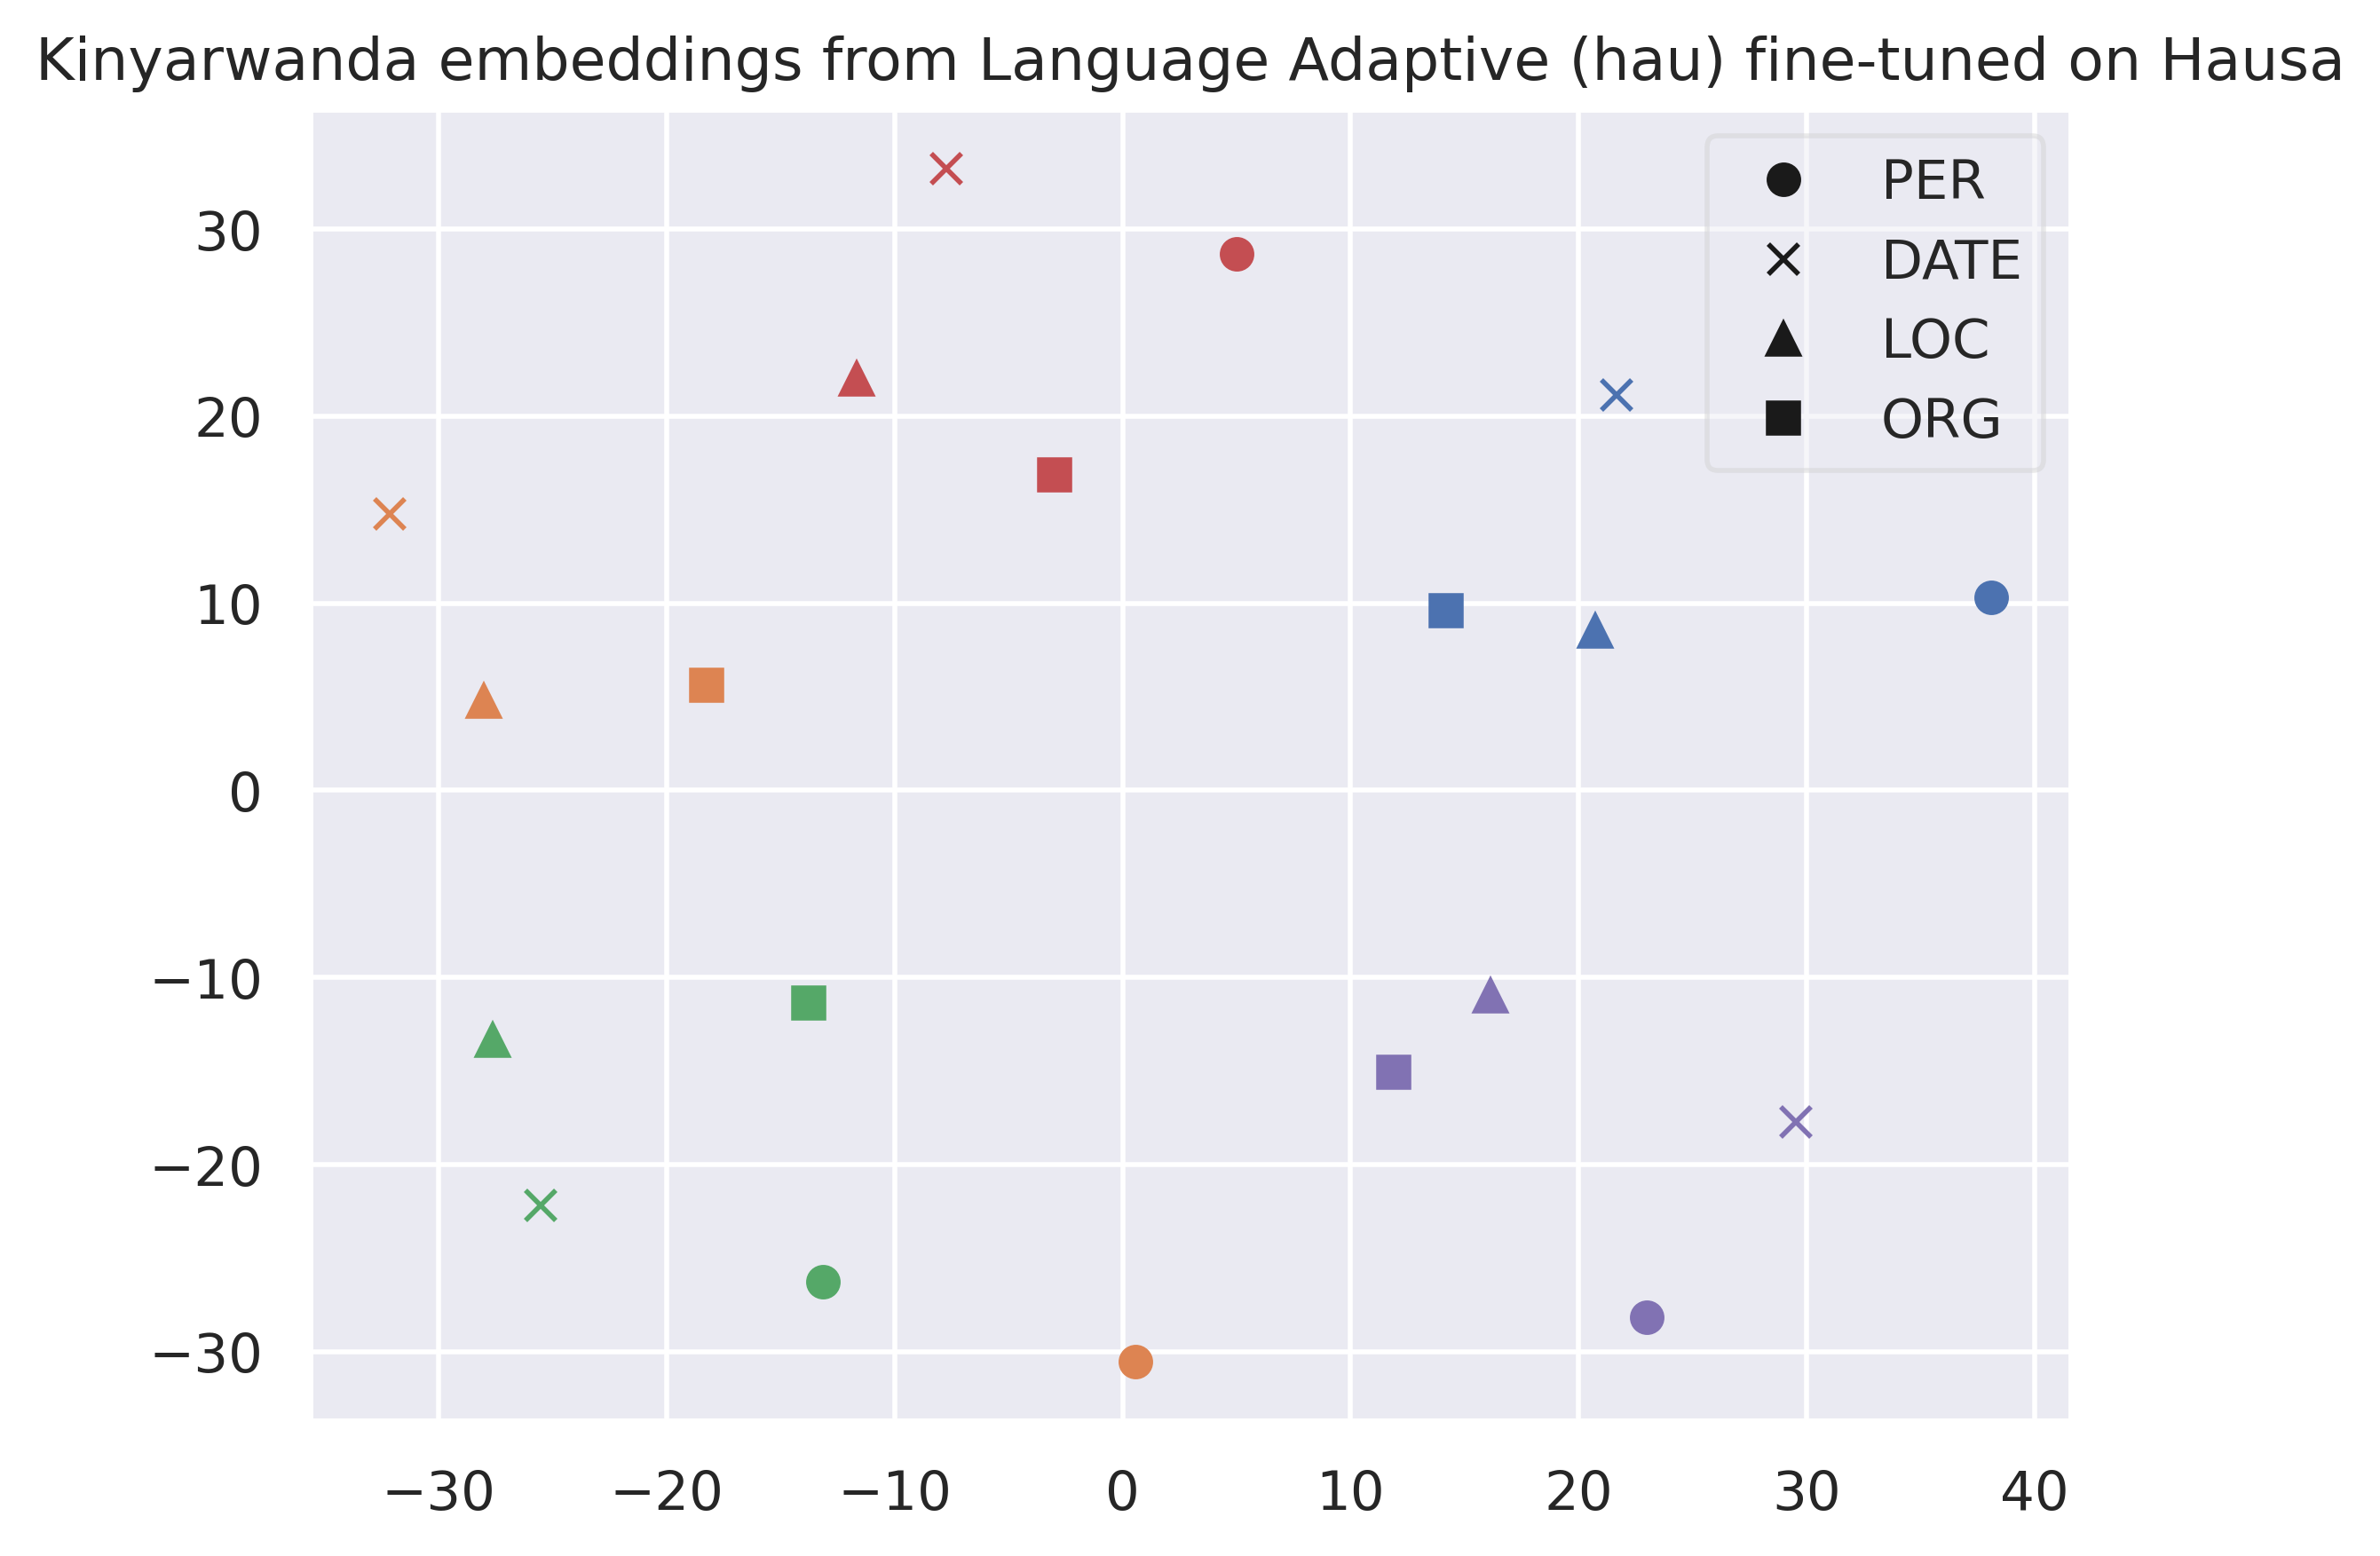 Kinyarwanda embeddings from Language Adaptive (hau) fine-tuned on Hausa
PER
DATE
LOC
ORG
30
20
10
0
−10
−20
−30
−30 −20 −10 0 10 20 30 40